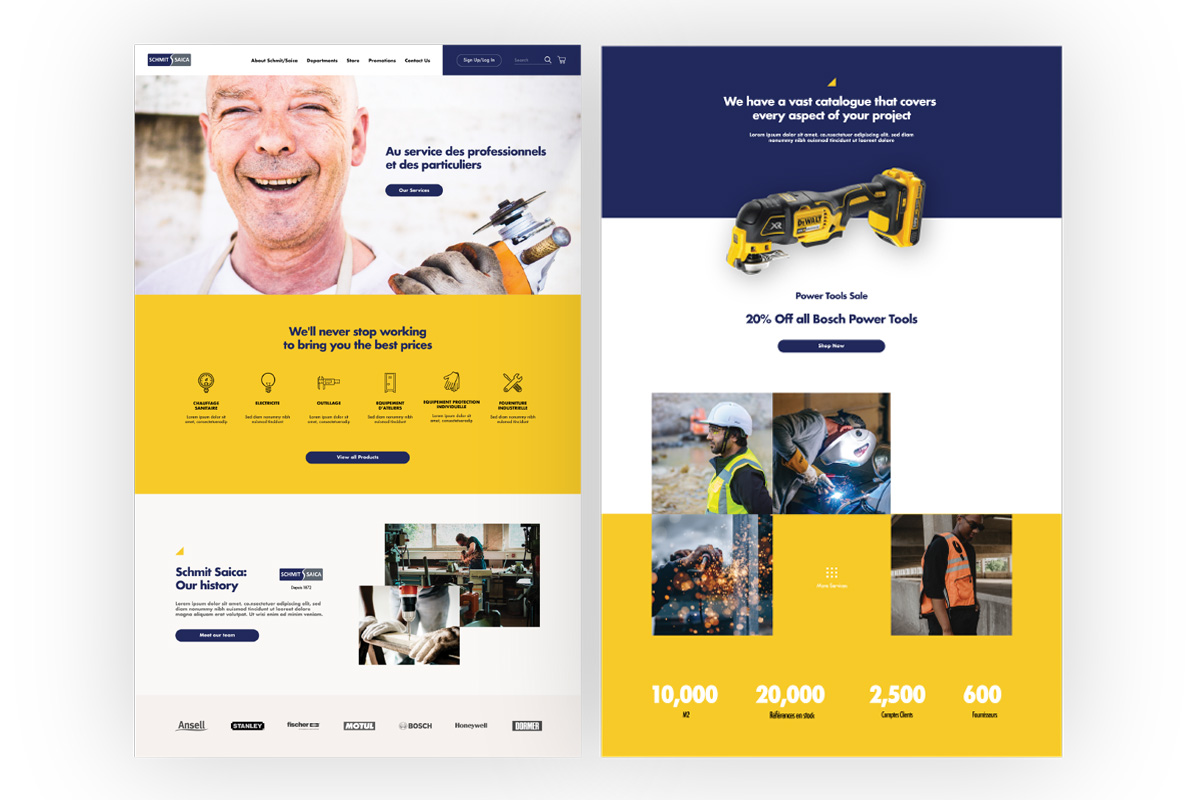 SCHMIT SAICA
About Schmit/Saica Departments Store Promotions Contact Us
Sign Up/Log In
Search
Au service des professionnels
et des particuliers
Our Services
We'll never stop working
to bring you the best prices
CHAUFFAGE
SANITAIRE
Lorem ipsum dolor sit
amet, consectetuersadip.
ELECTRICITE
Sed diam nonummy nibh
euismod tincidunt
OUTILLAGE
Lorem ipsum dolor sit
amet, consectetuersadip.
EQUIPEMENT
D'ATELIERS
Sed diam nonummy nibh
euismod tincidunt
EQUIPEMENT PROTECTION
INDIVIDUELLE
Lorem ipsum dolor sit
amet, consectetuersadip.
FOURNITURE
INDUSTRIELLE
Sed diam nonummy nibh
euismod tincidunt
View all Products
Schmit Saica:
Our history
SCHMIT SAICA
Depuis 1872
Lorem ipsum dolor sit amet, co.nsectetuer adipiscing elit, sed
diam nonummy nibh euismod tincidunt ut laoreet dolore
magna aliquam erat volutpat. Ut wisi enim ad minim veniam.
Meet our team
Ansell
STANLEY
fischer
MOTUL
BOSCH
Honeywell
DORMER
We have a vast catalogue that covers
every aspect of your project
Lorem ipsum dolor sit amet, co.nsectetuer adipiscing elit, sed diam
nonummy nibh euismod tincidunt ut laoreet dolore
DEWALT
XR
Power Tools Sale
20% Off all Bosch Power Tools
Shop Now
More Services
10,000
M2
20,000
Références en stock
2,500
Comptes Clients
600
Fournisseurs